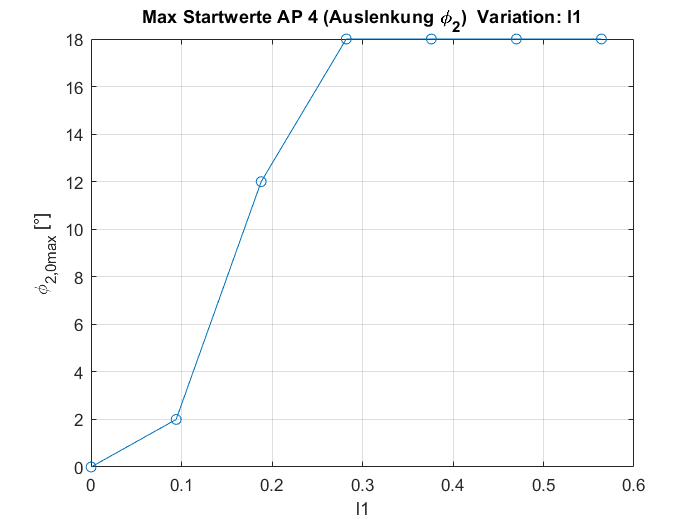 Max Startwerte AP 4 (Auslenkung ϕ₂) Variation: l1
18
16
14
12
10
8
6
4
2
0
ϕ₂,₀ₘₐₓ [°]
0 0.1 0.2 0.3 0.4 0.5 0.6
l1